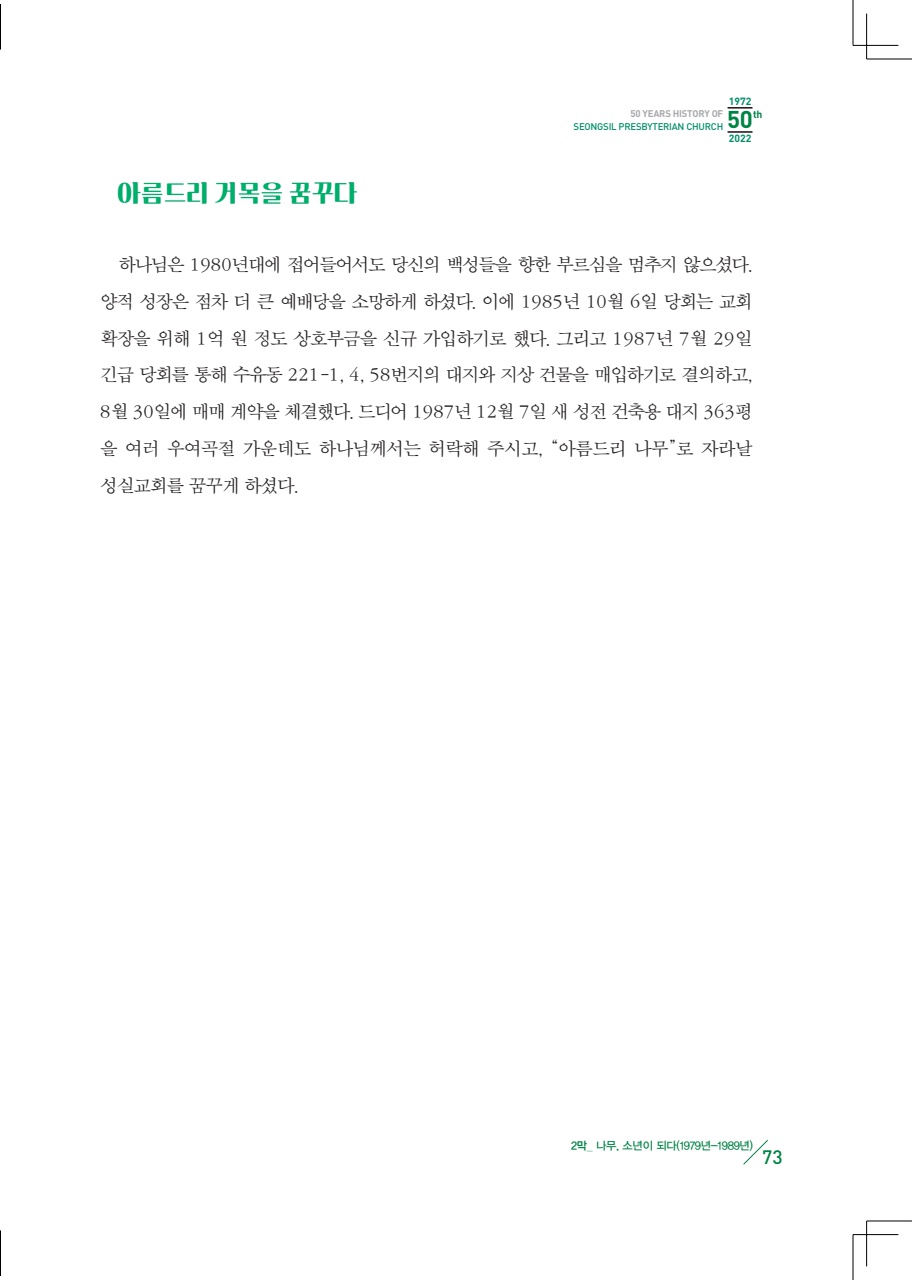 1972
50 YEARS HISTORY OF
SEONGSIL PRESBYTERIAN CHURCH
50th
2022
아름드리 거목을 꿈꾸다
하나님은 1980년대에 접어들어서도 당신의 백성들을 향한 부르심을 멈추지 않으셨다.
양적 성장은 점차 더 큰 예배당을 소망하게 하셨다. 이에 1985년 10월 6일 당회는 교회
확장을 위해 1억 원 정도 상호부금을 신규 가입하기로 했다. 그리고 1987년 7월 29일
긴급 당회를 통해 수유동 221-1, 4, 58번지의 대지와 지상 건물을 매입하기로 결의하고,
8월 30일에 매매 계약을 체결했다. 드디어 1987년 12월 7일 새 성전 건축용 대지 363평
을 여러 우여곡절 가운데도 하나님께서는 허락해 주시고, “아름드리 나무”로 자라날
성실교회를 꿈꾸게 하셨다.
2막_ 나무, 소년이 되다(1979년-1989년)
73